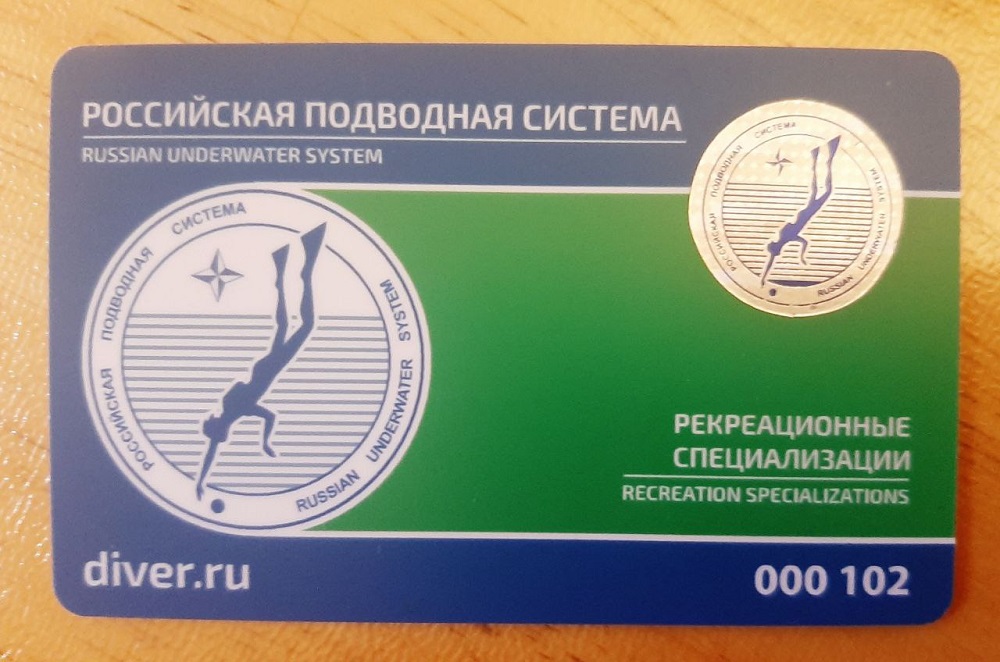 РОССИЙСКАЯ ПОДВОДНАЯ СИСТЕМА
RUSSIAN UNDERWATER SYSTEM
РОССИЙСКАЯ ПОДВОДНАЯ СИСТЕМА
RUSSIAN UNDERWATER SYSTEM
РОССИЙСКАЯ ПОДВОДНАЯ СИСТЕМА
RUSSIAN UNDERWATER SYSTEM
РЕКРЕАЦИОННЫЕ
СПЕЦИАЛИЗАЦИИ
RECREATION SPECIALIZATIONS
diver.ru
000 102